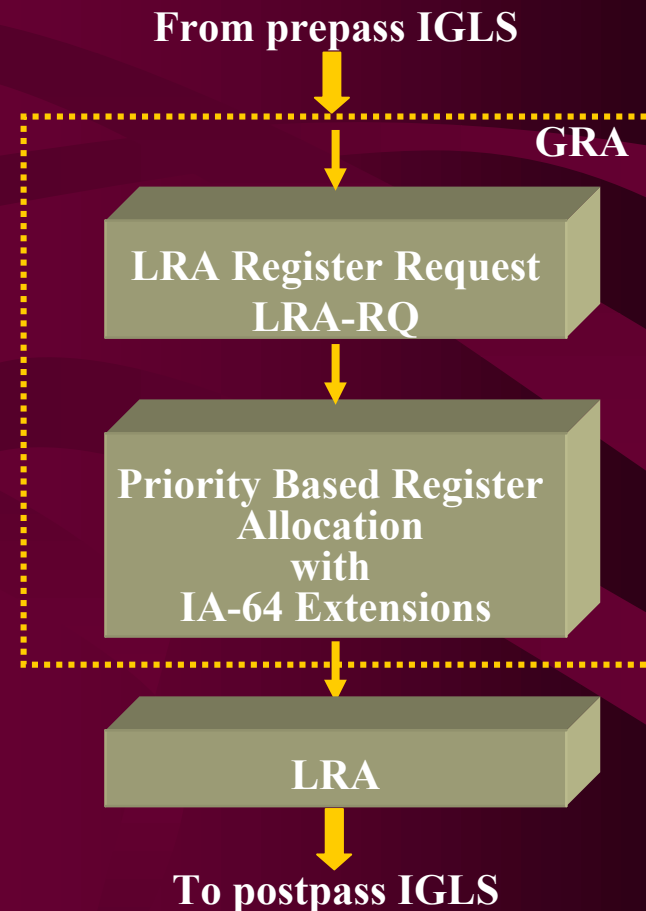 From prepass IGLS
GRA
LRA Register Request
LRA-RQ
Priority Based Register
Allocation
with
IA-64 Extensions
LRA
To postpass IGLS